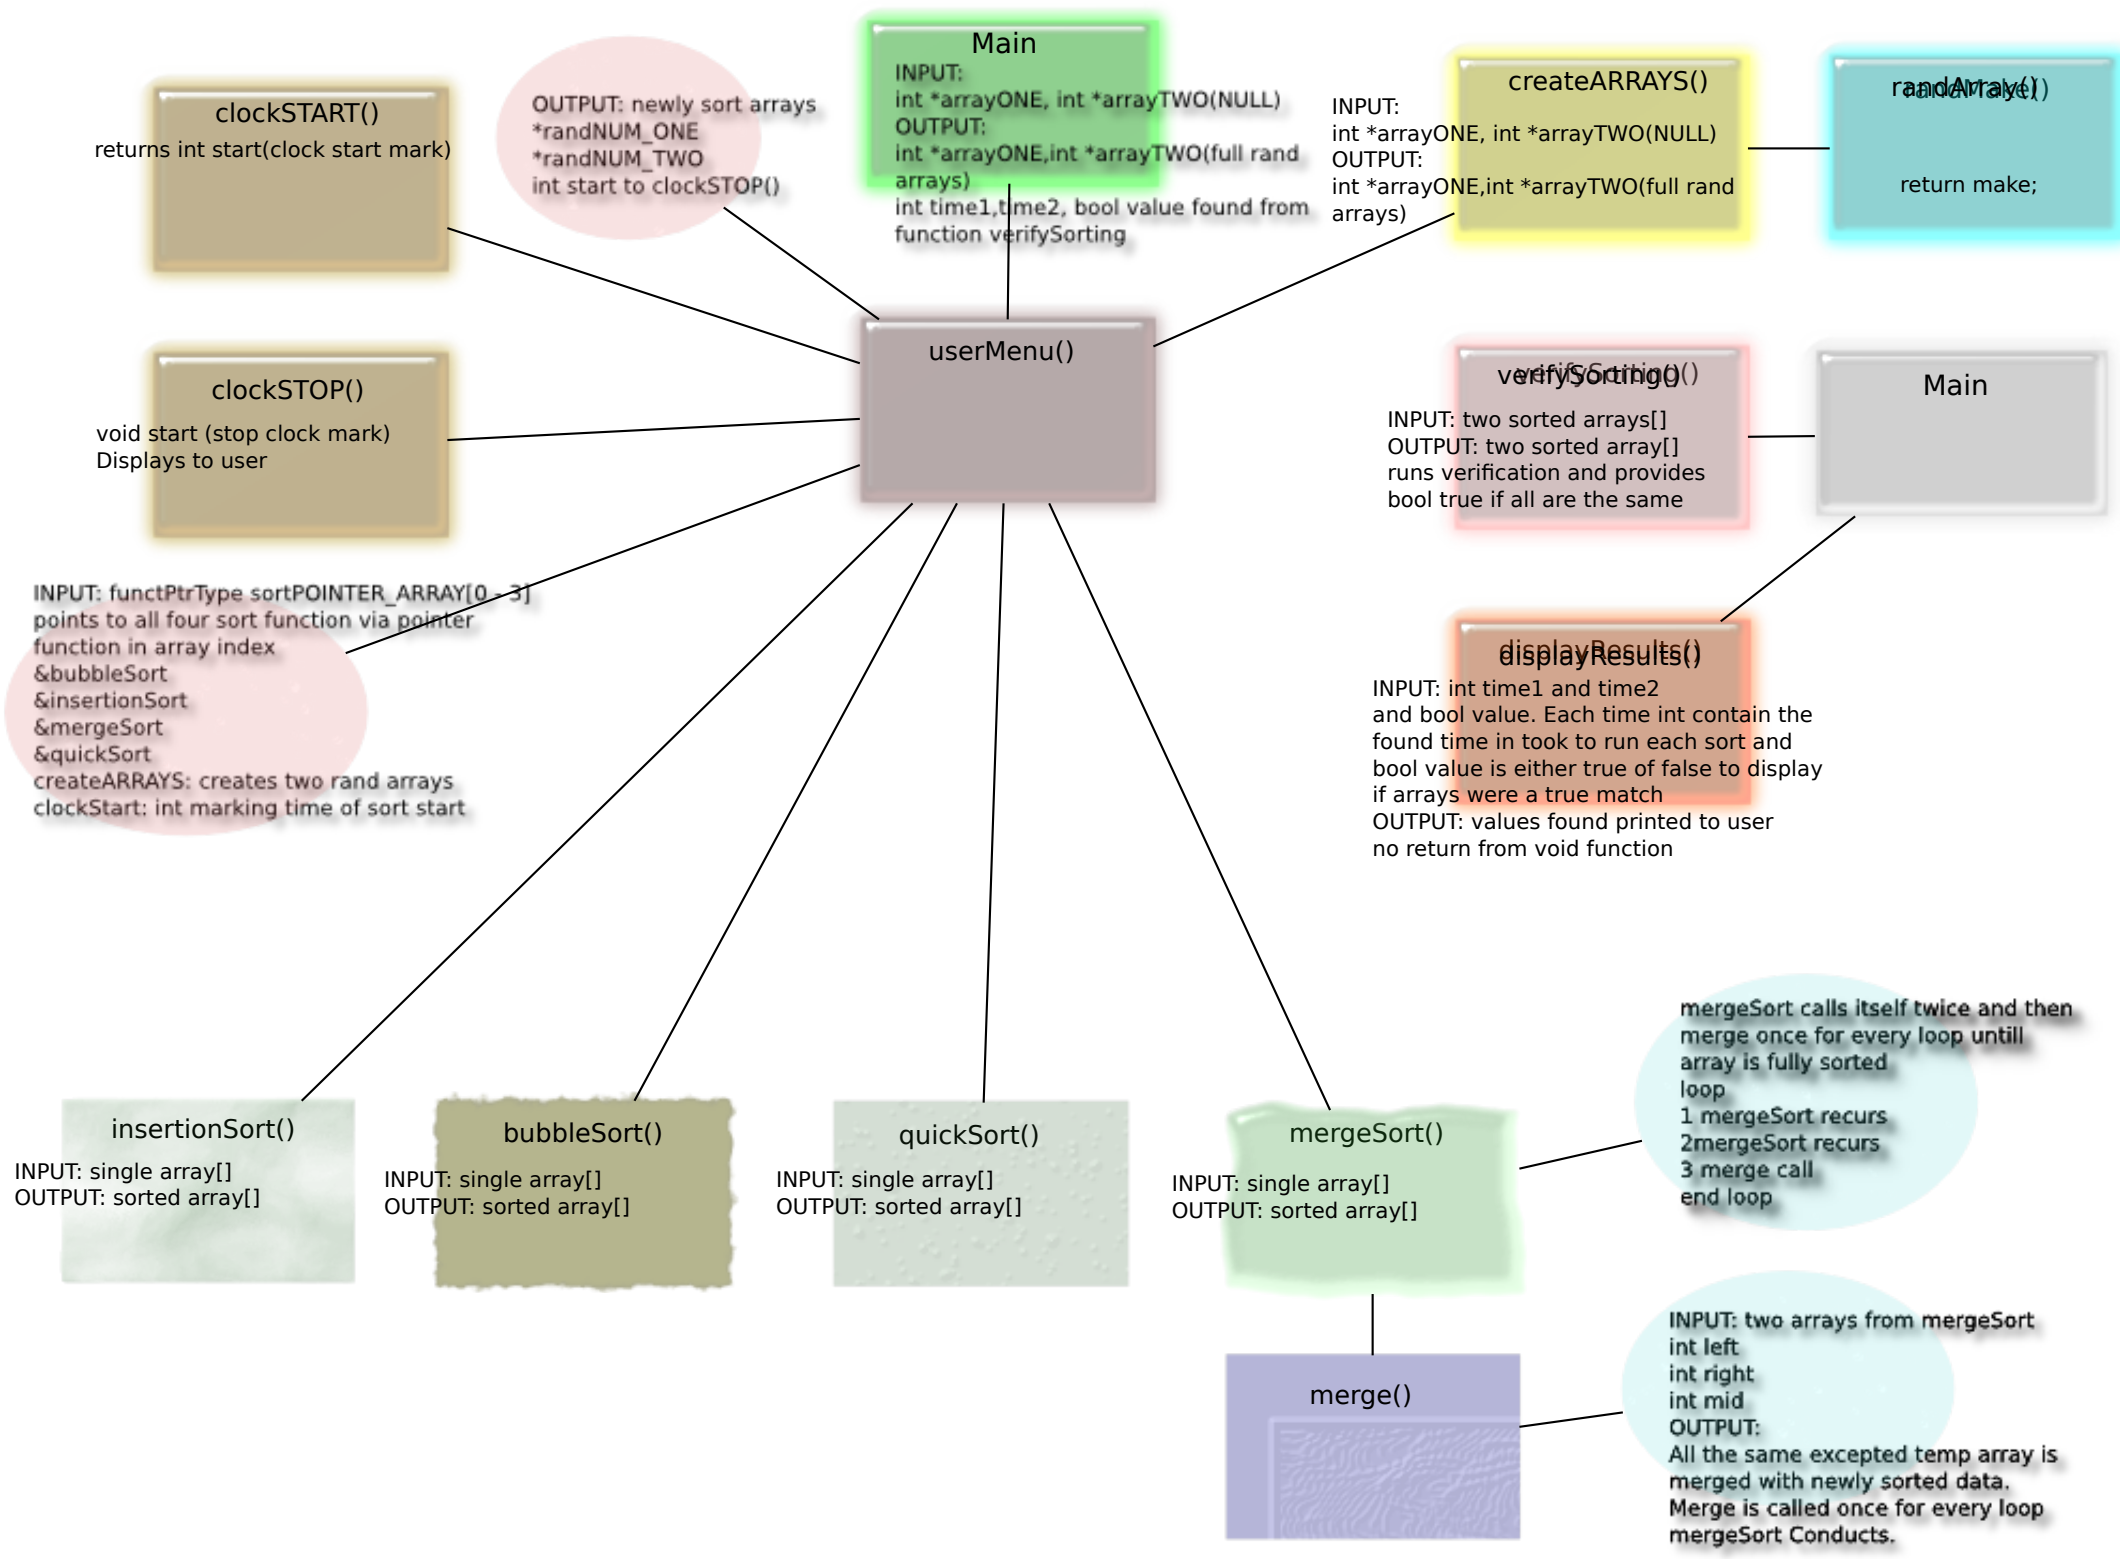 clockSTART()
returns int start(clock start mark)
OUTPUT: newly sort arrays
*randNUM_ONE
*randNUM_TWO
int start to clockSTOP()
Main
INPUT:
int *arrayONE, int *arrayTWO(NULL)
OUTPUT:
int *arrayONE,int *arrayTWO(full rand
arrays)
int time1,time2, bool value found from
function verifySorting
createARRAYS()
INPUT:
int *arrayONE, int *arrayTWO(NULL)
OUTPUT:
int *arrayONE,int *arrayTWO(full rand
arrays)
randArray()
randMake()
return make;
userMenu()
clockSTOP()
void start (stop clock mark)
Displays to user
verifySorting()
verifySorting()
INPUT: two sorted arrays[]
OUTPUT: two sorted array[]
runs verification and provides
bool true if all are the same
Main
INPUT: functPtrType sortPOINTER_ARRAY[0 - 3]
points to all four sort function via pointer
function in array index
&bubbleSort
&insertionSort
&mergeSort
&quickSort
createARRAYS: creates two rand arrays
clockStart: int marking time of sort start
displayResults()
displayResults()
INPUT: int time1 and time2
and bool value. Each time int contain the
found time in took to run each sort and
bool value is either true of false to display
if arrays were a true match
OUTPUT: values found printed to user
no return from void function
insertionSort()
INPUT: single array[]
OUTPUT: sorted array[]
bubbleSort()
INPUT: single array[]
OUTPUT: sorted array[]
quickSort()
INPUT: single array[]
OUTPUT: sorted array[]
mergeSort()
INPUT: single array[]
OUTPUT: sorted array[]
mergeSort calls itself twice and then
merge once for every loop untill
array is fully sorted
loop
1 mergeSort recurs
2mergeSort recurs
3 merge call
end loop
merge()
INPUT: two arrays from mergeSort
int left
int right
int mid
OUTPUT:
All the same excepted temp array is
merged with newly sorted data.
Merge is called once for every loop
mergeSort Conducts.